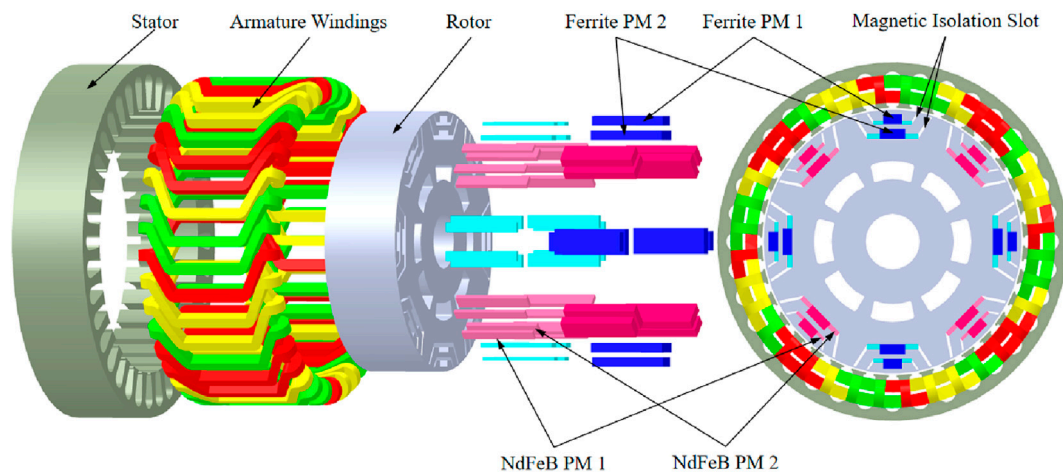 Stator
Armature Windings
Rotor
Ferrite PM 2
Ferrite PM 1
Magnetic Isolation Slot
NdFeB PM 1
NdFeB PM 2